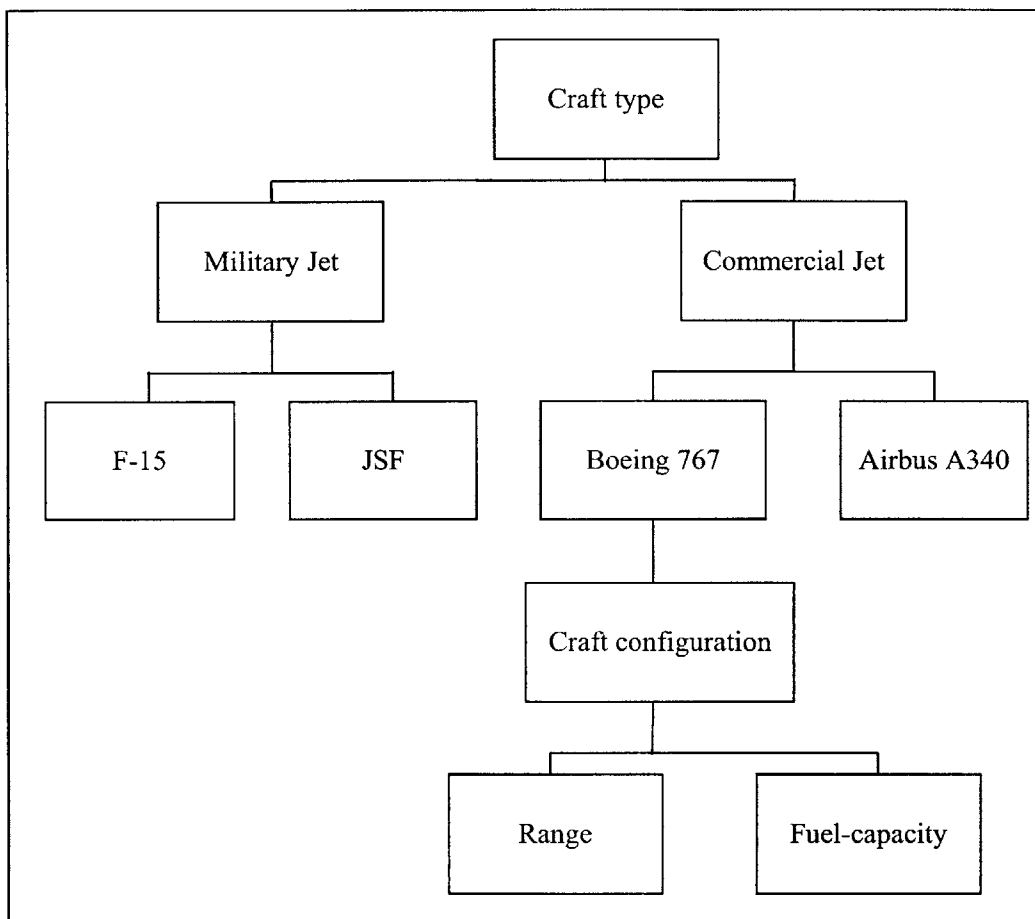 Craft type
Military Jet
Commercial Jet
F-15
JSF
Boeing 767
Airbus A340
Craft configuration
Range
Fuel-capacity